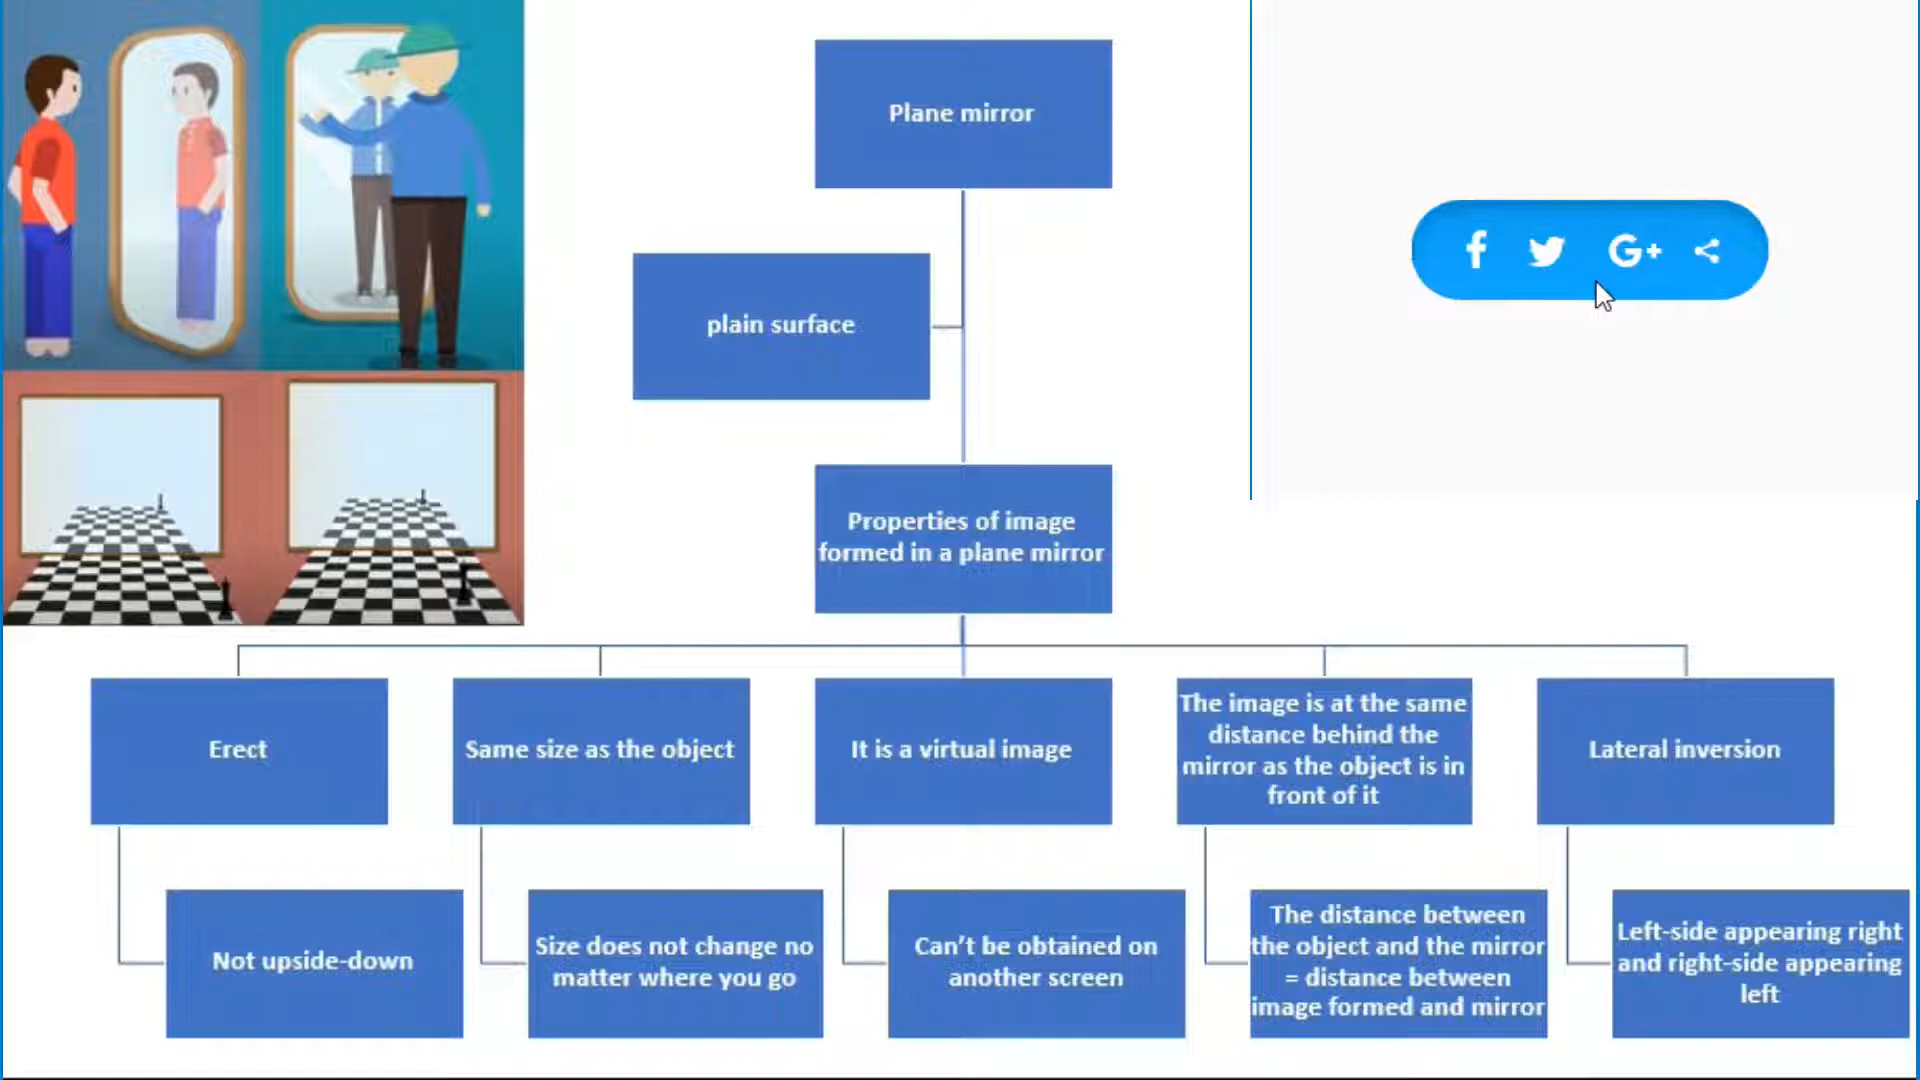 Plane mirror
plain surface
Properties of image
formed in a plane mirror
Erect
Same size as the object
It is a virtual image
The image is at the same
distance behind the
mirror as the object is in
front of it
Lateral inversion
Not upside-down
Size does not change no
matter where you go
Can't be obtained on
another screen
The distance between
the object and the mirror
= distance between
image formed and mirror
Left-side appearing right
and right-side appearing
left